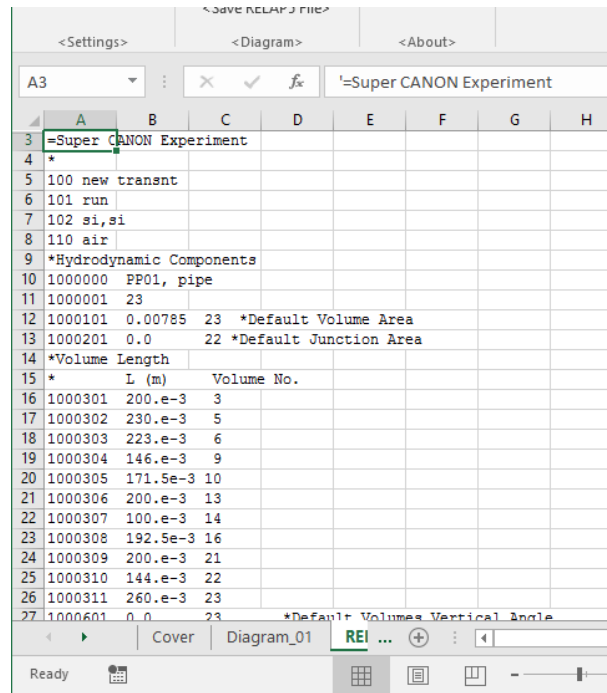 <Save RELAP5 File>
<Settings> <Diagram> <About>
A3 fx '=Super CANON Experiment
A B C D E F G H
3 =Super CANON Experiment
4 *
5 100 new transnt
6 101 run
7 102 si,si
8 110 air
9 *Hydrodynamic Components
10 1000000 PP01, pipe
11 1000001 23
12 1000101 0.00785 23 *Default Volume Area
13 1000201 0.0 22 *Default Junction Area
14 *Volume Length
15 * L (m) Volume No.
16 1000301 200.e-3 3
17 1000302 230.e-3 5
18 1000303 223.e-3 6
19 1000304 146.e-3 9
20 1000305 171.5e-3 10
21 1000306 200.e-3 13
22 1000307 100.e-3 14
23 1000308 192.5e-3 16
24 1000309 200.e-3 21
25 1000310 144.e-3 22
26 1000311 260.e-3 23
27 1000601 0.0 23 *Default Volumes Vertical Angle
Cover Diagram_01 REI ...
Ready